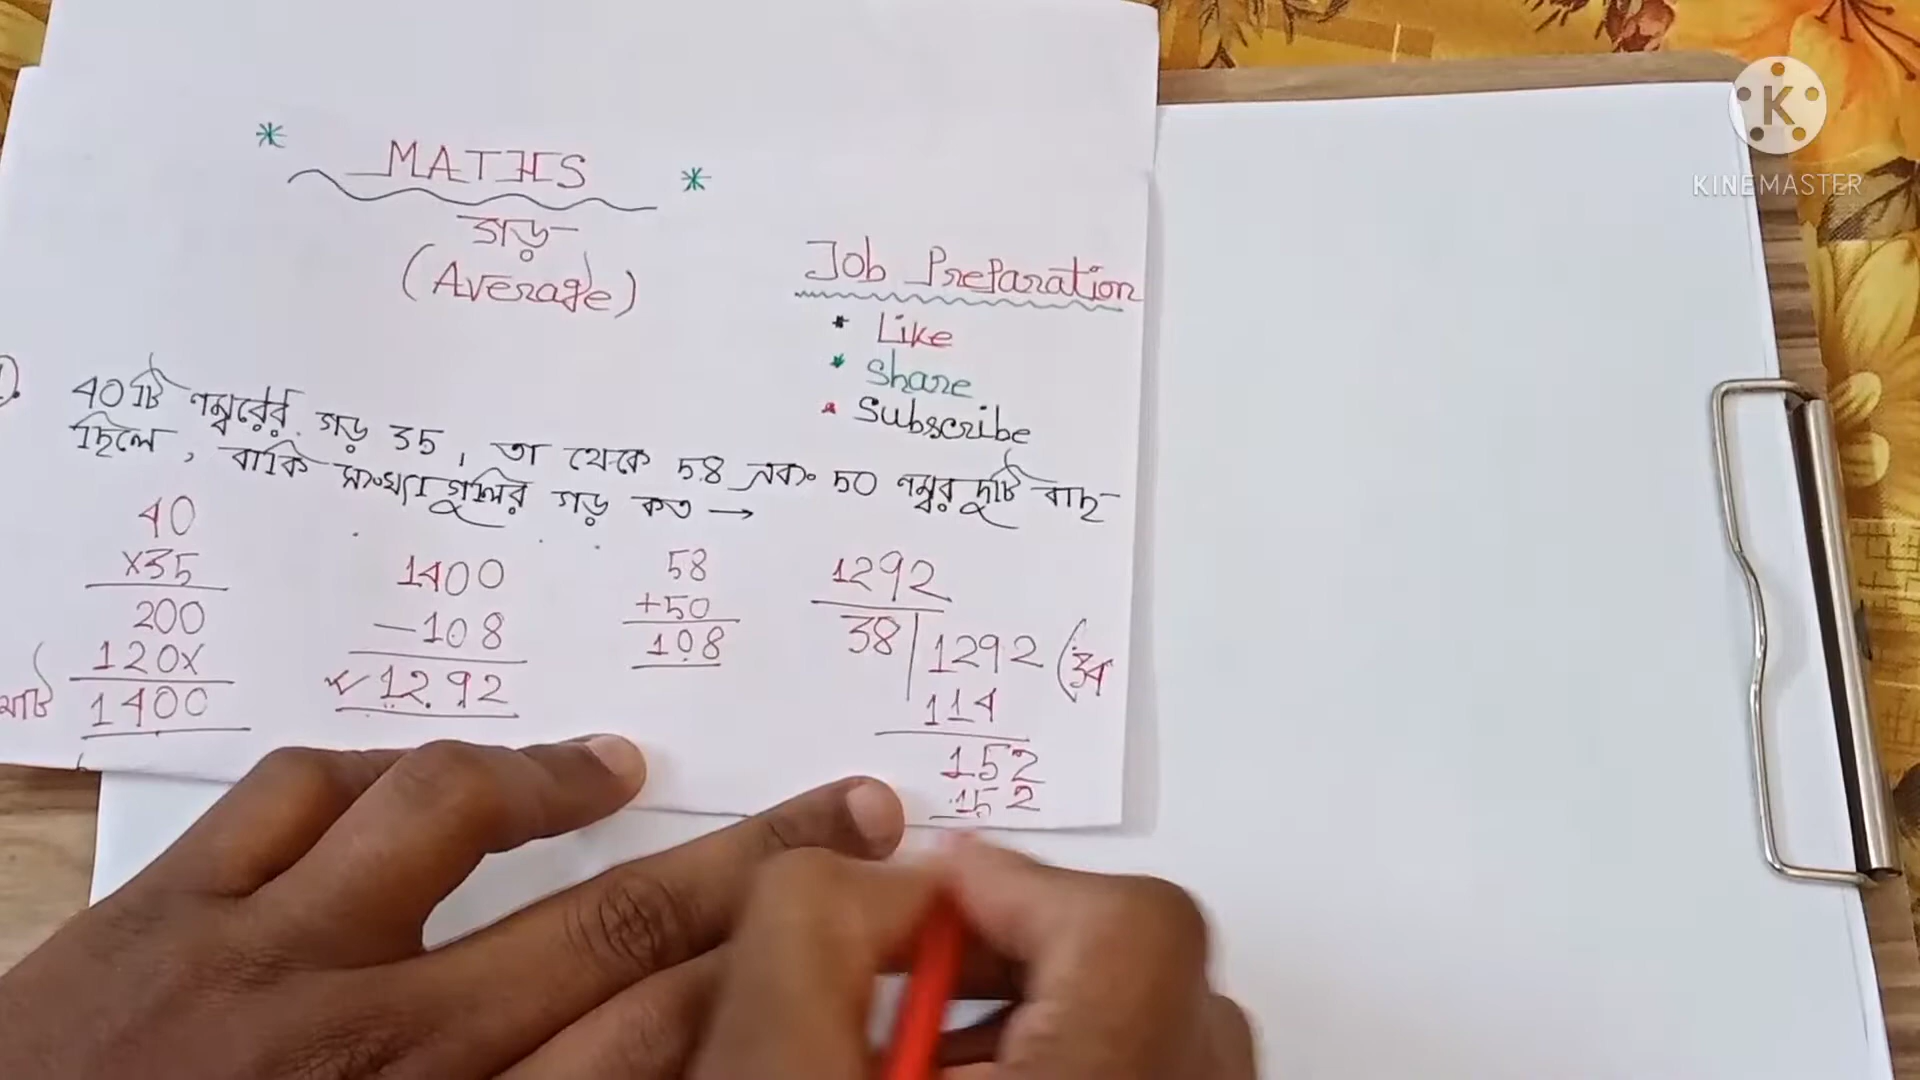 MATHS
গড়
(Average)
Job Preparation
* Like
* Share
* Subscribe
1). 40টি নম্বরের গড় 35, তা থেকে 58 এবং 50 নম্বর দুটি বাদ
দিলে, বাকি সংখ্যাগুলির গড় কত →
40
×35
200
120×
মোট 1400
1400
-108
1292
58
+50
108
1292
38 | 1292 ( 34
114
152
152
K
KINEMASTER